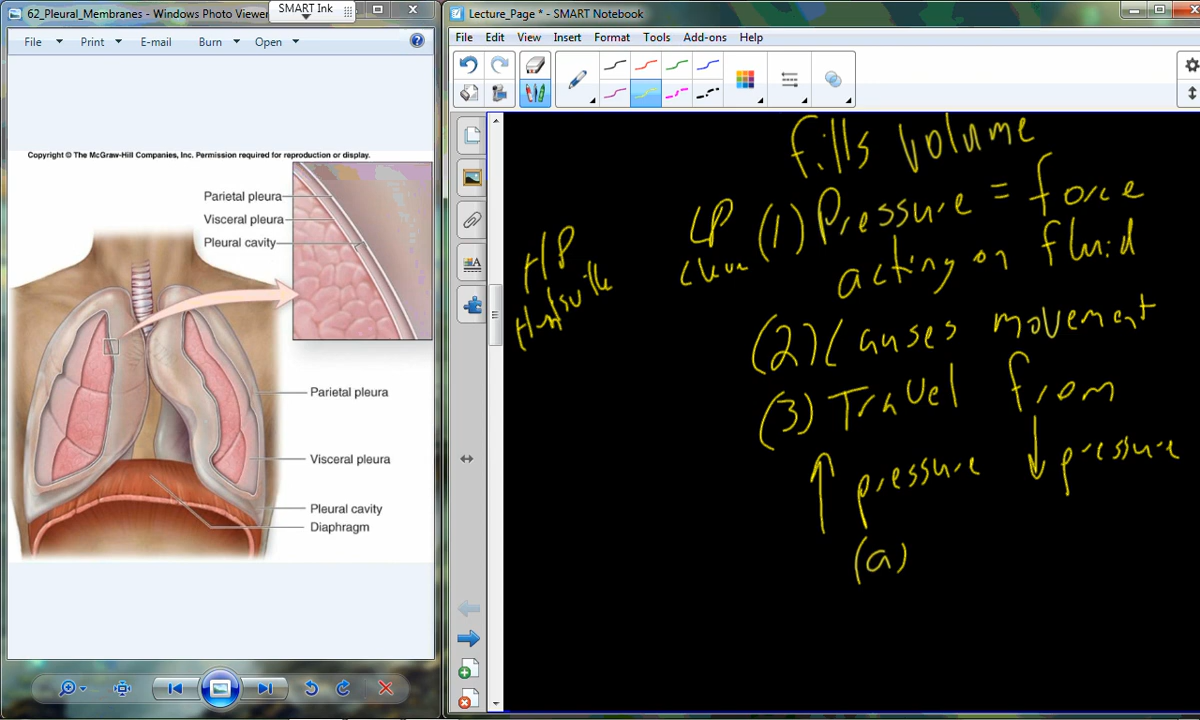 62_Pleural_Membranes - Windows Photo Viewer
SMART Ink
File Print E-mail Burn Open
Copyright © The McGraw-Hill Companies, Inc. Permission required for reproduction or display.
Parietal pleura
Visceral pleura
Pleural cavity
Parietal pleura
Visceral pleura
Pleural cavity
Diaphragm
Lecture_Page * - SMART Notebook
File Edit View Insert Format Tools Add-ons Help
fills volume
HP
Huntsville
LP
(1) Pressure = force
acting on fluid
(2) Causes movement
(3) Travel from
↑ pressure ↓ pressure
(a)